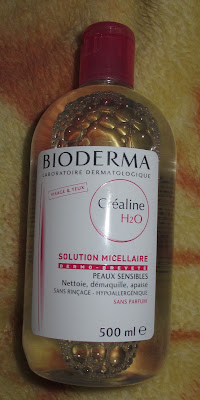 BIODERMA
LABORATOIRE DERMATOLOGIQUE
VISAGE & YEUX
Créaline
H2O
SOLUTION MICELLAIRE
DERMO-BREVETÉ
PEAUX SENSIBLES
Nettoie, démaquille, apaise
SANS RINÇAGE - HYPOALLERGÉNIQUE
SANS PARFUM
500 ml e